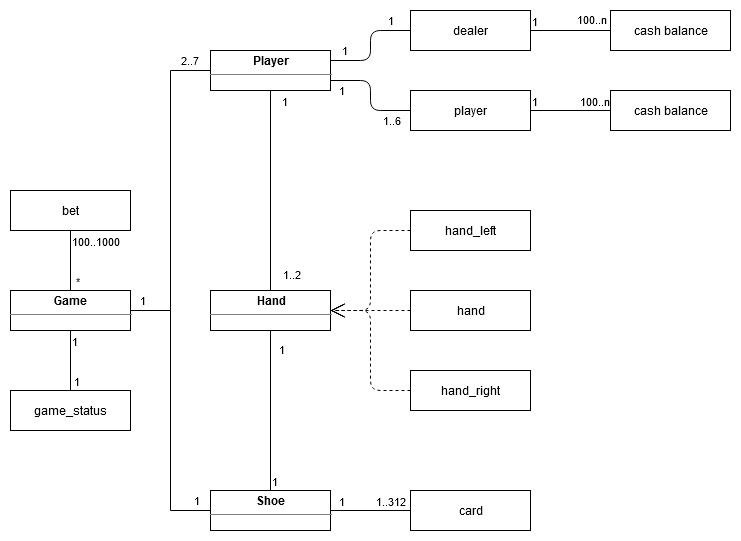 1
dealer
1
100..n
cash balance
2..7
Player
1
1
1
1..6
player
1
100..n
cash balance
bet
100..1000
*
hand_left
1..2
Game
1
Hand
hand
1
1
1
game_status
hand_right
1
1
Shoe
1
1..312
card